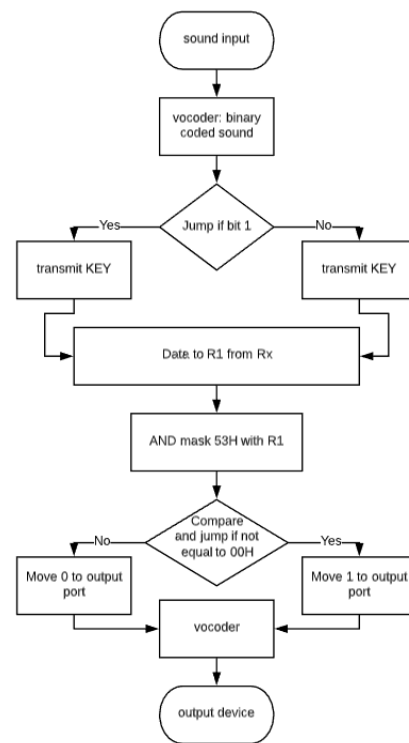 sound input
vocoder: binary
coded sound
Jump if bit 1
Yes
No
transmit KEY
transmit KEY
Data to R1 from Rx
AND mask 53H with R1
Compare
and jump if not
equal to 00H
No
Yes
Move 0 to output
port
Move 1 to output
port
vocoder
output device